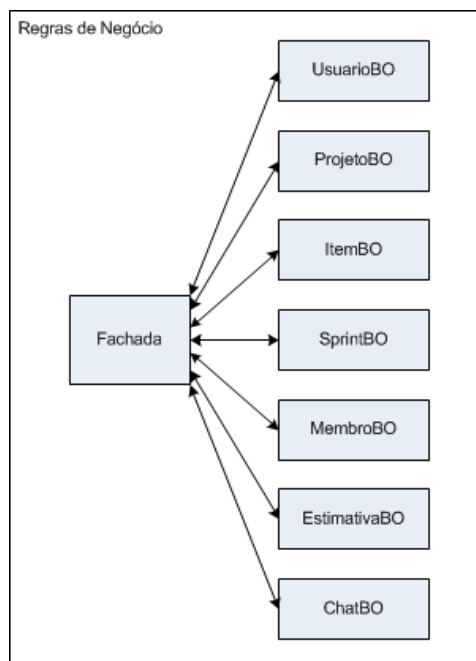 Regras de Negócio
UsuarioBO
ProjetoBO
ItemBO
Fachada
SprintBO
MembroBO
EstimativaBO
ChatBO